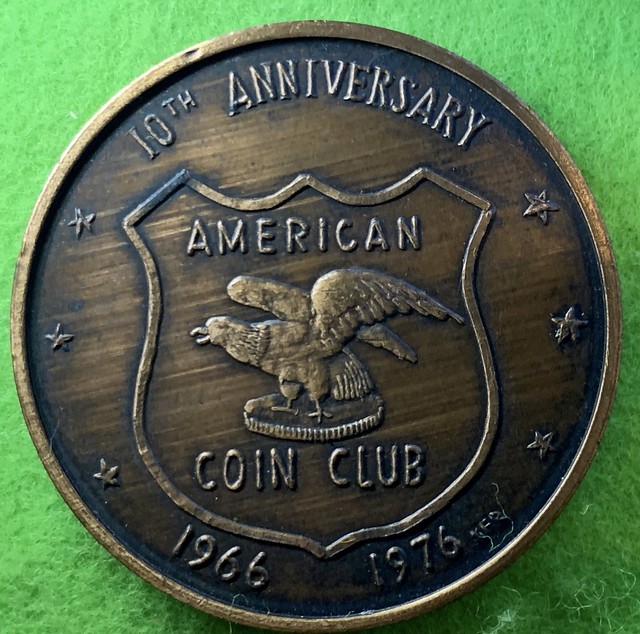 10TH ANNIVERSARY
AMERICAN
COIN CLUB
1966 1976